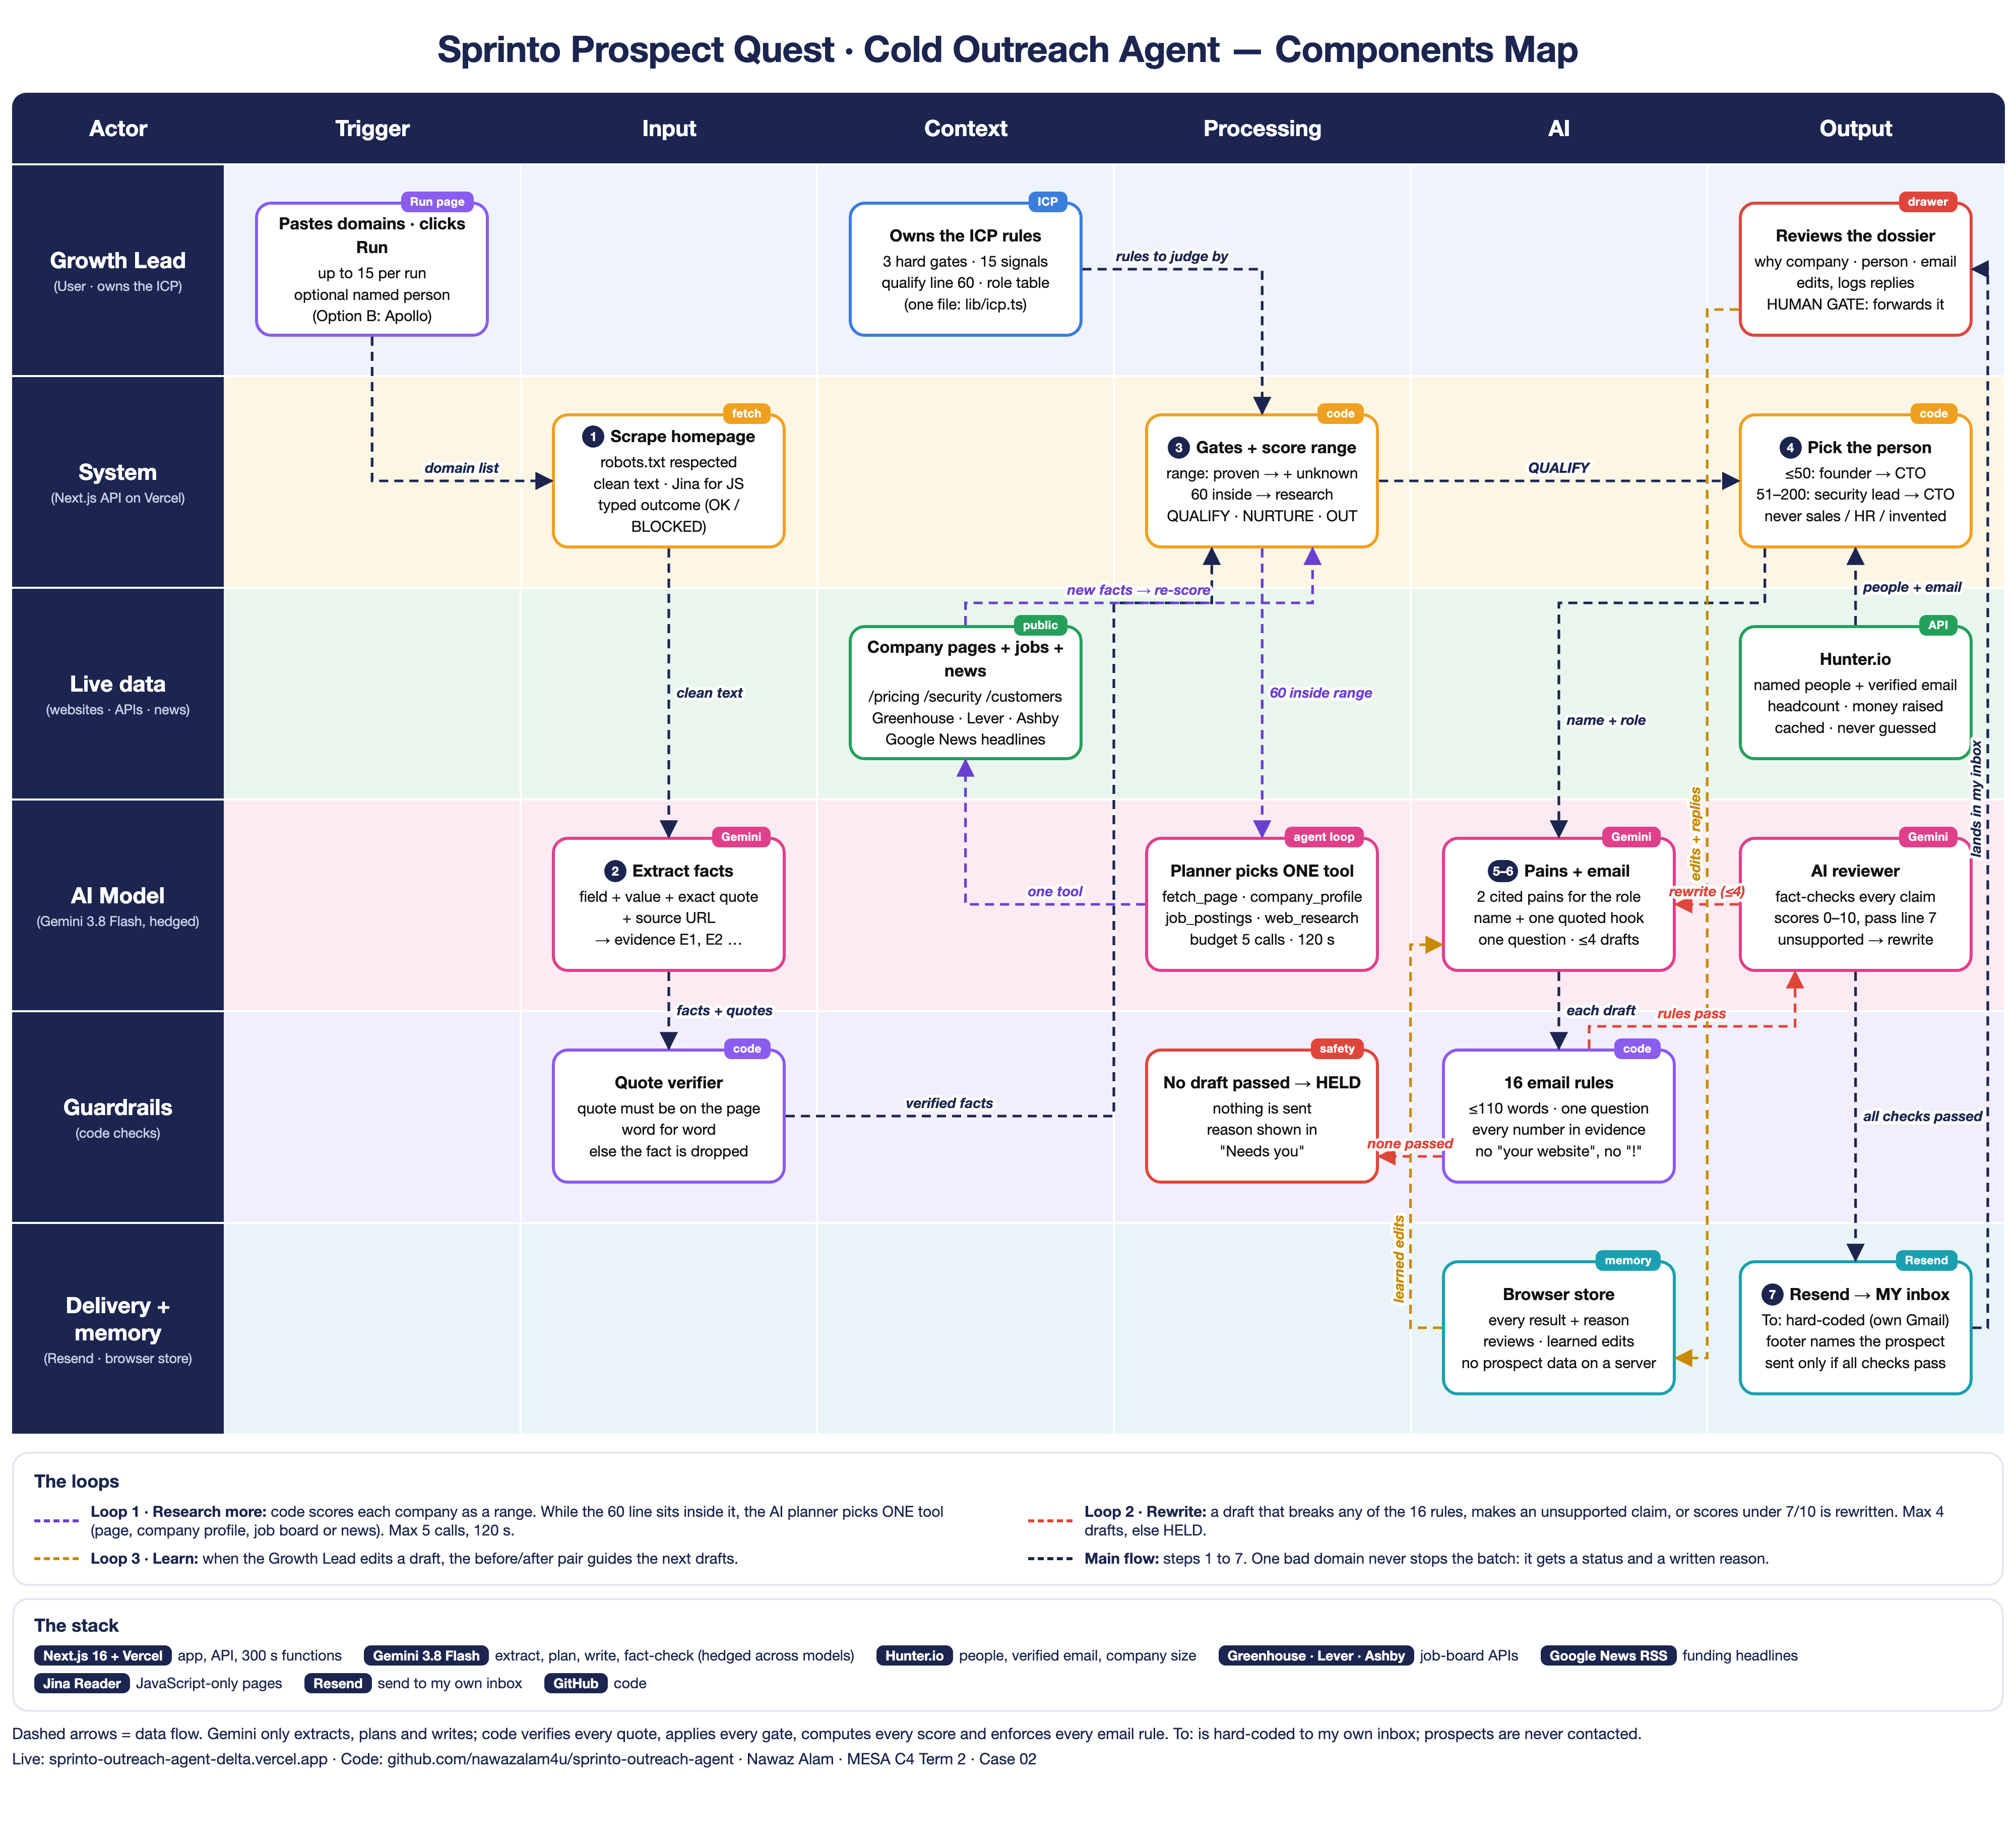 Sprinto Prospect Quest · Cold Outreach Agent — Components Map
Actor
Trigger
Input
Context
Processing
AI
Output
Growth Lead
(User · owns the ICP)
Run page
Pastes domains · clicks
Run
up to 15 per run
optional named person
(Option B: Apollo)
ICP
Owns the ICP rules
3 hard gates · 15 signals
qualify line 60 · role table
(one file: lib/icp.ts)
rules to judge by
drawer
Reviews the dossier
why company · person · email
edits, logs replies
HUMAN GATE: forwards it
System
(Next.js API on Vercel)
domain list
fetch
1 Scrape homepage
robots.txt respected
clean text · Jina for JS
typed outcome (OK /
BLOCKED)
code
3 Gates + score range
range: proven → + unknown
60 inside → research
QUALIFY · NURTURE · OUT
QUALIFY
code
4 Pick the person
≤50: founder → CTO
51–200: security lead → CTO
never sales / HR / invented
new facts → re-score
people + email
Live data
(websites · APIs · news)
clean text
public
Company pages + jobs +
news
/pricing /security /customers
Greenhouse · Lever · Ashby
Google News headlines
60 inside range
name + role
API
Hunter.io
named people + verified email
headcount · money raised
cached · never guessed
lands in my inbox
edits + replies
AI Model
(Gemini 3.8 Flash, hedged)
Gemini
2 Extract facts
field + value + exact quote
+ source URL
→ evidence E1, E2 ...
one tool
agent loop
Planner picks ONE tool
fetch_page · company_profile
job_postings · web_research
budget 5 calls · 120 s
Gemini
5–6 Pains + email
2 cited pains for the role
name + one quoted hook
one question · ≤4 drafts
rewrite (≤4)
Gemini
AI reviewer
fact-checks every claim
scores 0–10, pass line 7
unsupported → rewrite
facts + quotes
each draft
rules pass
Guardrails
(code checks)
code
Quote verifier
quote must be on the page
word for word
else the fact is dropped
verified facts
safety
No draft passed → HELD
nothing is sent
reason shown in
"Needs you"
none passed
code
16 email rules
≤110 words · one question
every number in evidence
no "your website", no "!"
all checks passed
learned edits
Delivery +
memory
(Resend · browser store)
memory
Browser store
every result + reason
reviews · learned edits
no prospect data on a server
Resend
7 Resend → MY inbox
To: hard-coded (own Gmail)
footer names the prospect
sent only if all checks pass
The loops
Loop 1 · Research more: code scores each company as a range. While the 60 line sits inside it, the AI planner picks ONE tool
(page, company profile, job board or news). Max 5 calls, 120 s.
Loop 2 · Rewrite: a draft that breaks any of the 16 rules, makes an unsupported claim, or scores under 7/10 is rewritten. Max 4
drafts, else HELD.
Loop 3 · Learn: when the Growth Lead edits a draft, the before/after pair guides the next drafts.
Main flow: steps 1 to 7. One bad domain never stops the batch: it gets a status and a written reason.
The stack
Next.js 16 + Vercel app, API, 300 s functions Gemini 3.8 Flash extract, plan, write, fact-check (hedged across models) Hunter.io people, verified email, company size Greenhouse · Lever · Ashby job-board APIs Google News RSS funding headlines
Jina Reader JavaScript-only pages Resend send to my own inbox GitHub code
Dashed arrows = data flow. Gemini only extracts, plans and writes; code verifies every quote, applies every gate, computes every score and enforces every email rule. To: is hard-coded to my own inbox; prospects are never contacted.
Live: sprinto-outreach-agent-delta.vercel.app · Code: github.com/nawazalam4u/sprinto-outreach-agent · Nawaz Alam · MESA C4 Term 2 · Case 02